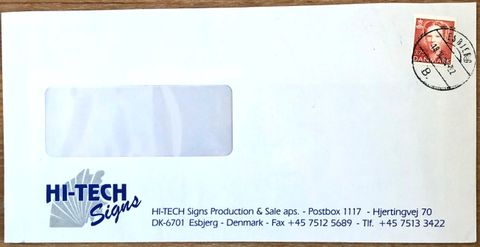 ESBJERG
DANMARK
B.
HI-TECH
Signs
HI-TECH Signs Production & Sale aps. - Postbox 1117 - Hjertingvej 70
DK-6701 Esbjerg - Denmark - Fax +45 7512 5689 - Tlf. +45 7513 3422